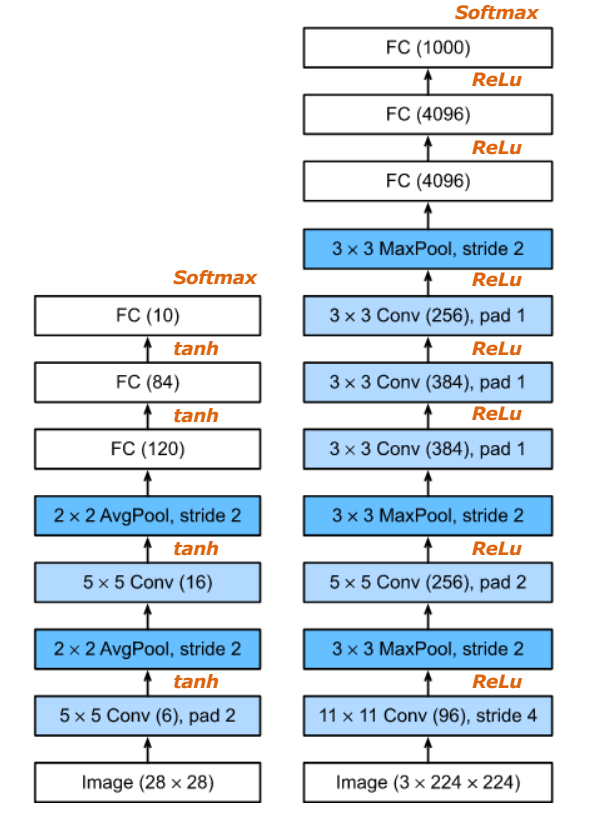 Softmax
FC (10)
tanh
FC (84)
tanh
FC (120)
2 × 2 AvgPool, stride 2
tanh
5 × 5 Conv (16)
2 × 2 AvgPool, stride 2
tanh
5 × 5 Conv (6), pad 2
Image (28 × 28)
Softmax
FC (1000)
ReLu
FC (4096)
ReLu
FC (4096)
3 × 3 MaxPool, stride 2
ReLu
3 × 3 Conv (256), pad 1
ReLu
3 × 3 Conv (384), pad 1
ReLu
3 × 3 Conv (384), pad 1
3 × 3 MaxPool, stride 2
ReLu
5 × 5 Conv (256), pad 2
3 × 3 MaxPool, stride 2
ReLu
11 × 11 Conv (96), stride 4
Image (3 × 224 × 224)